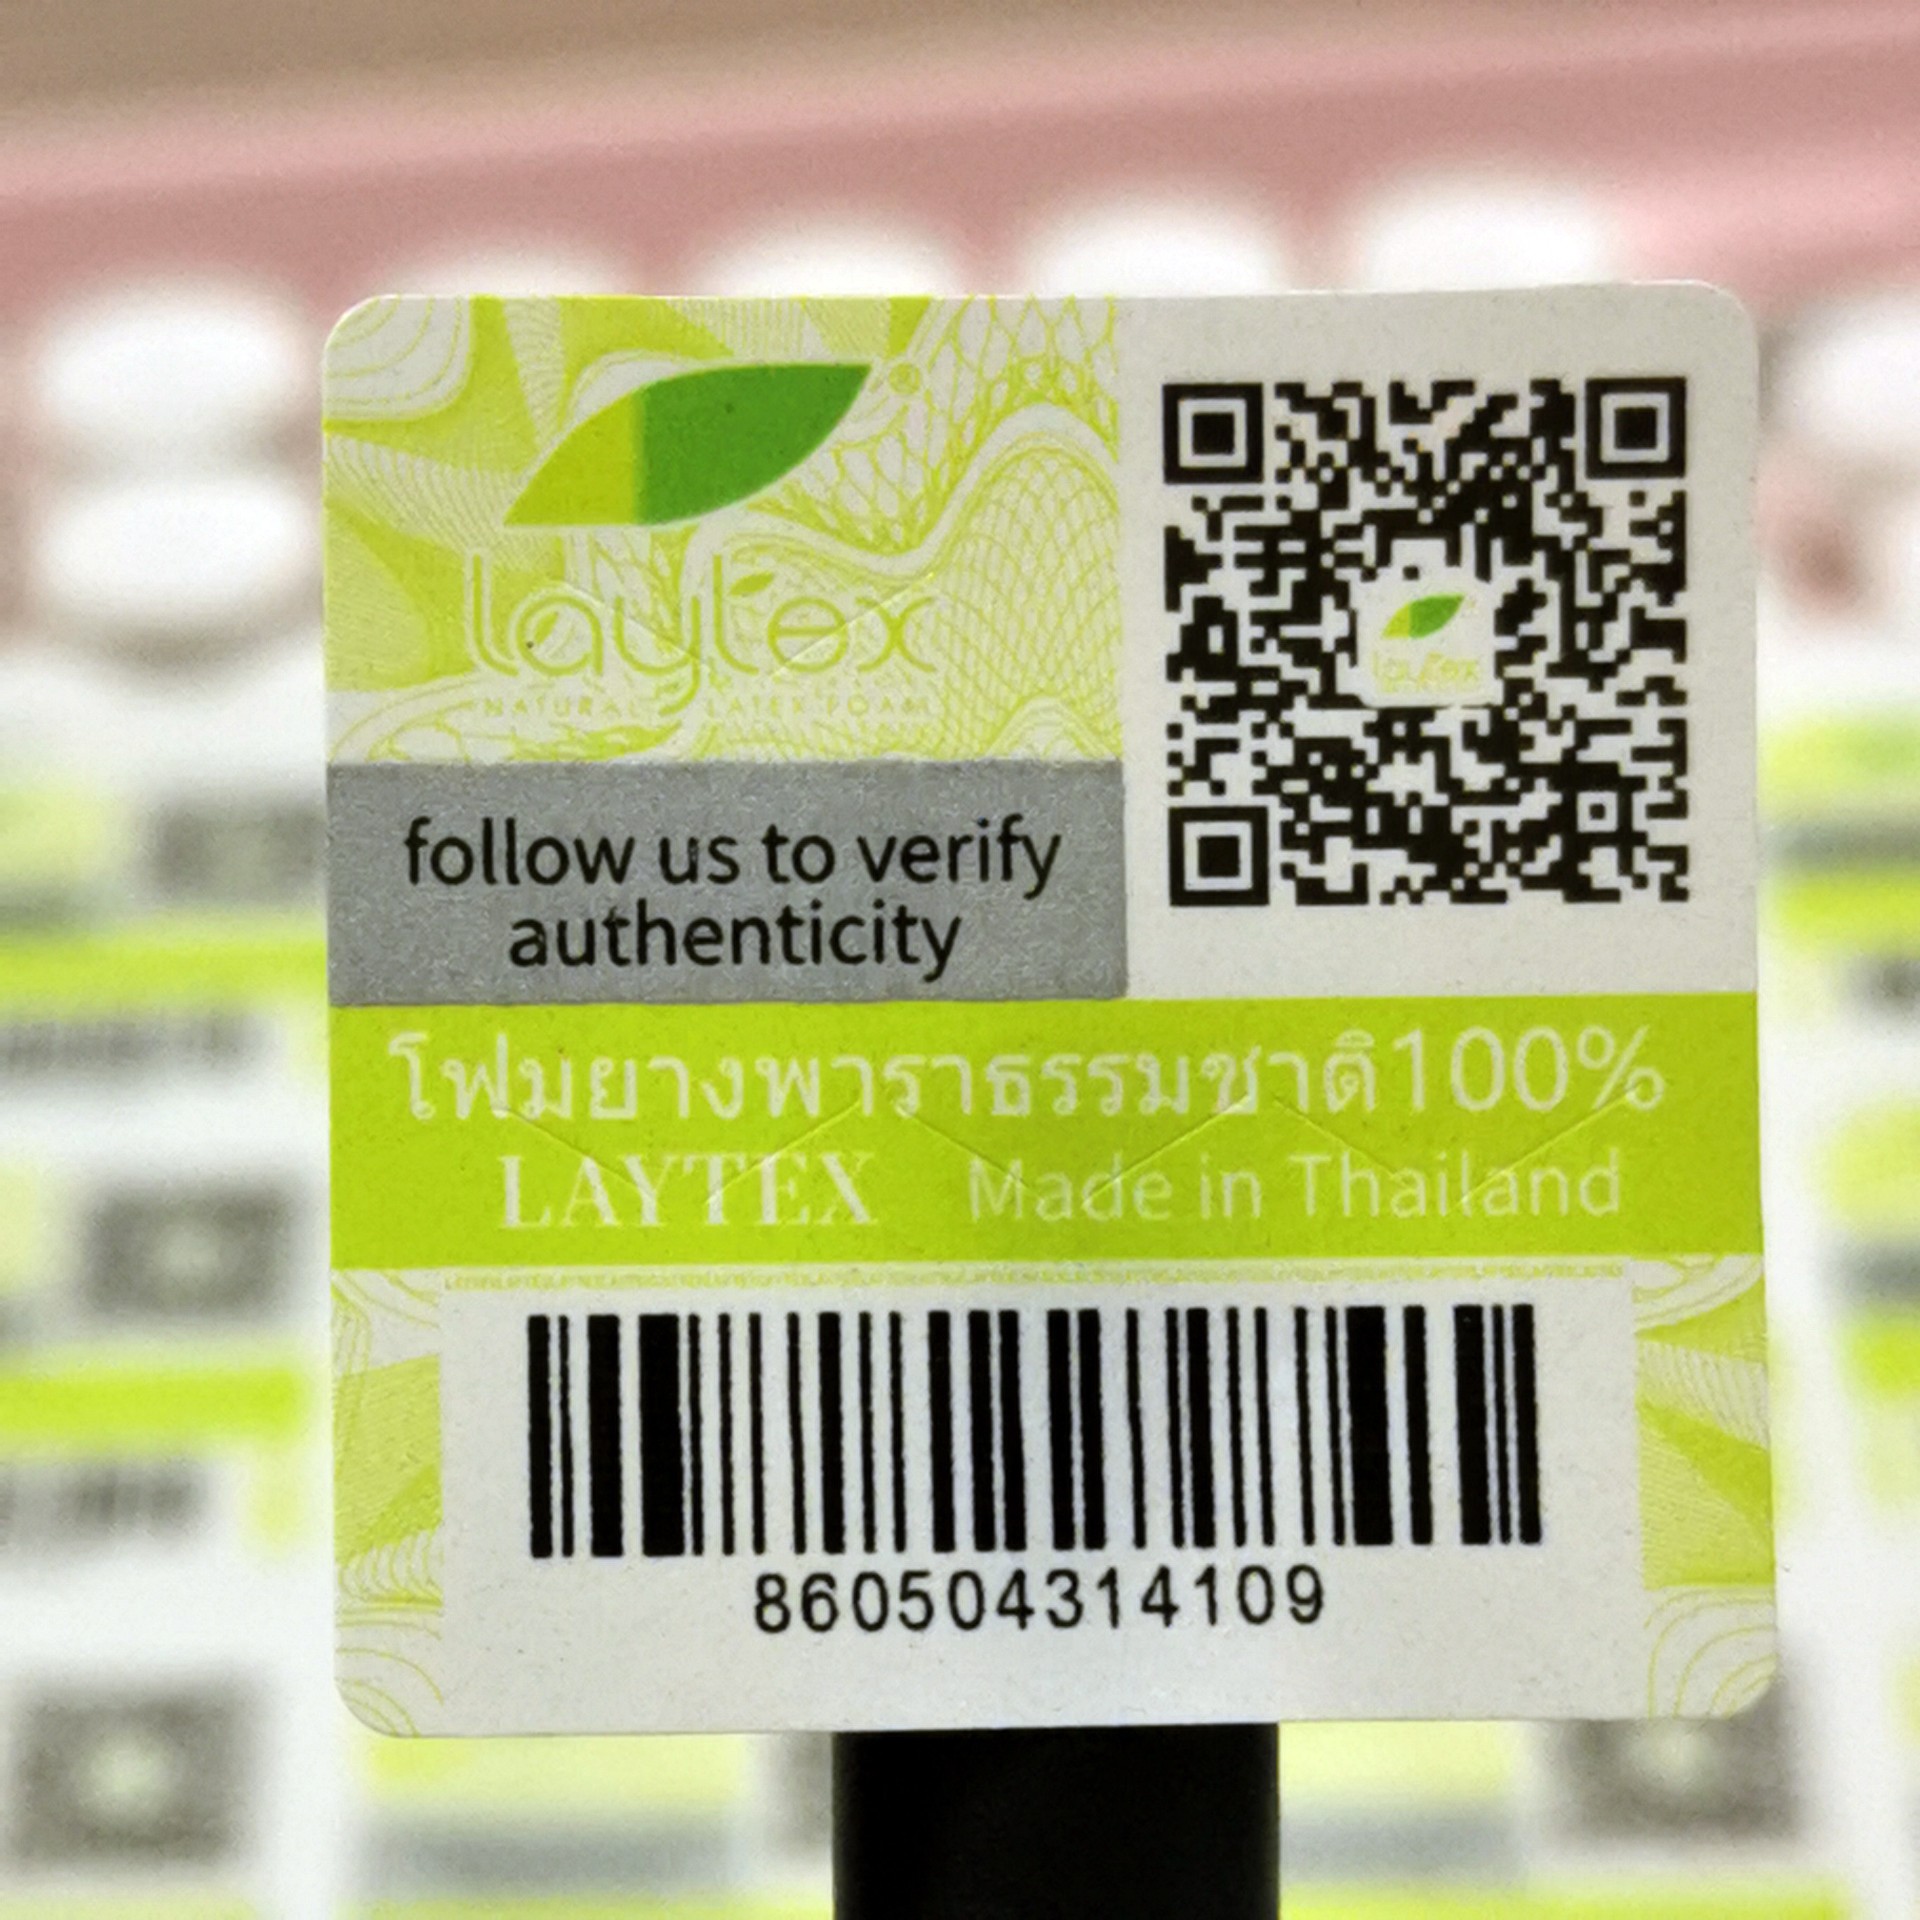 laytex
NATURAL LATEX FOAM
follow us to verify
authenticity
โฟมยางพาราธรรมชาติ100%
LAYTEX Made in Thailand
860504314109